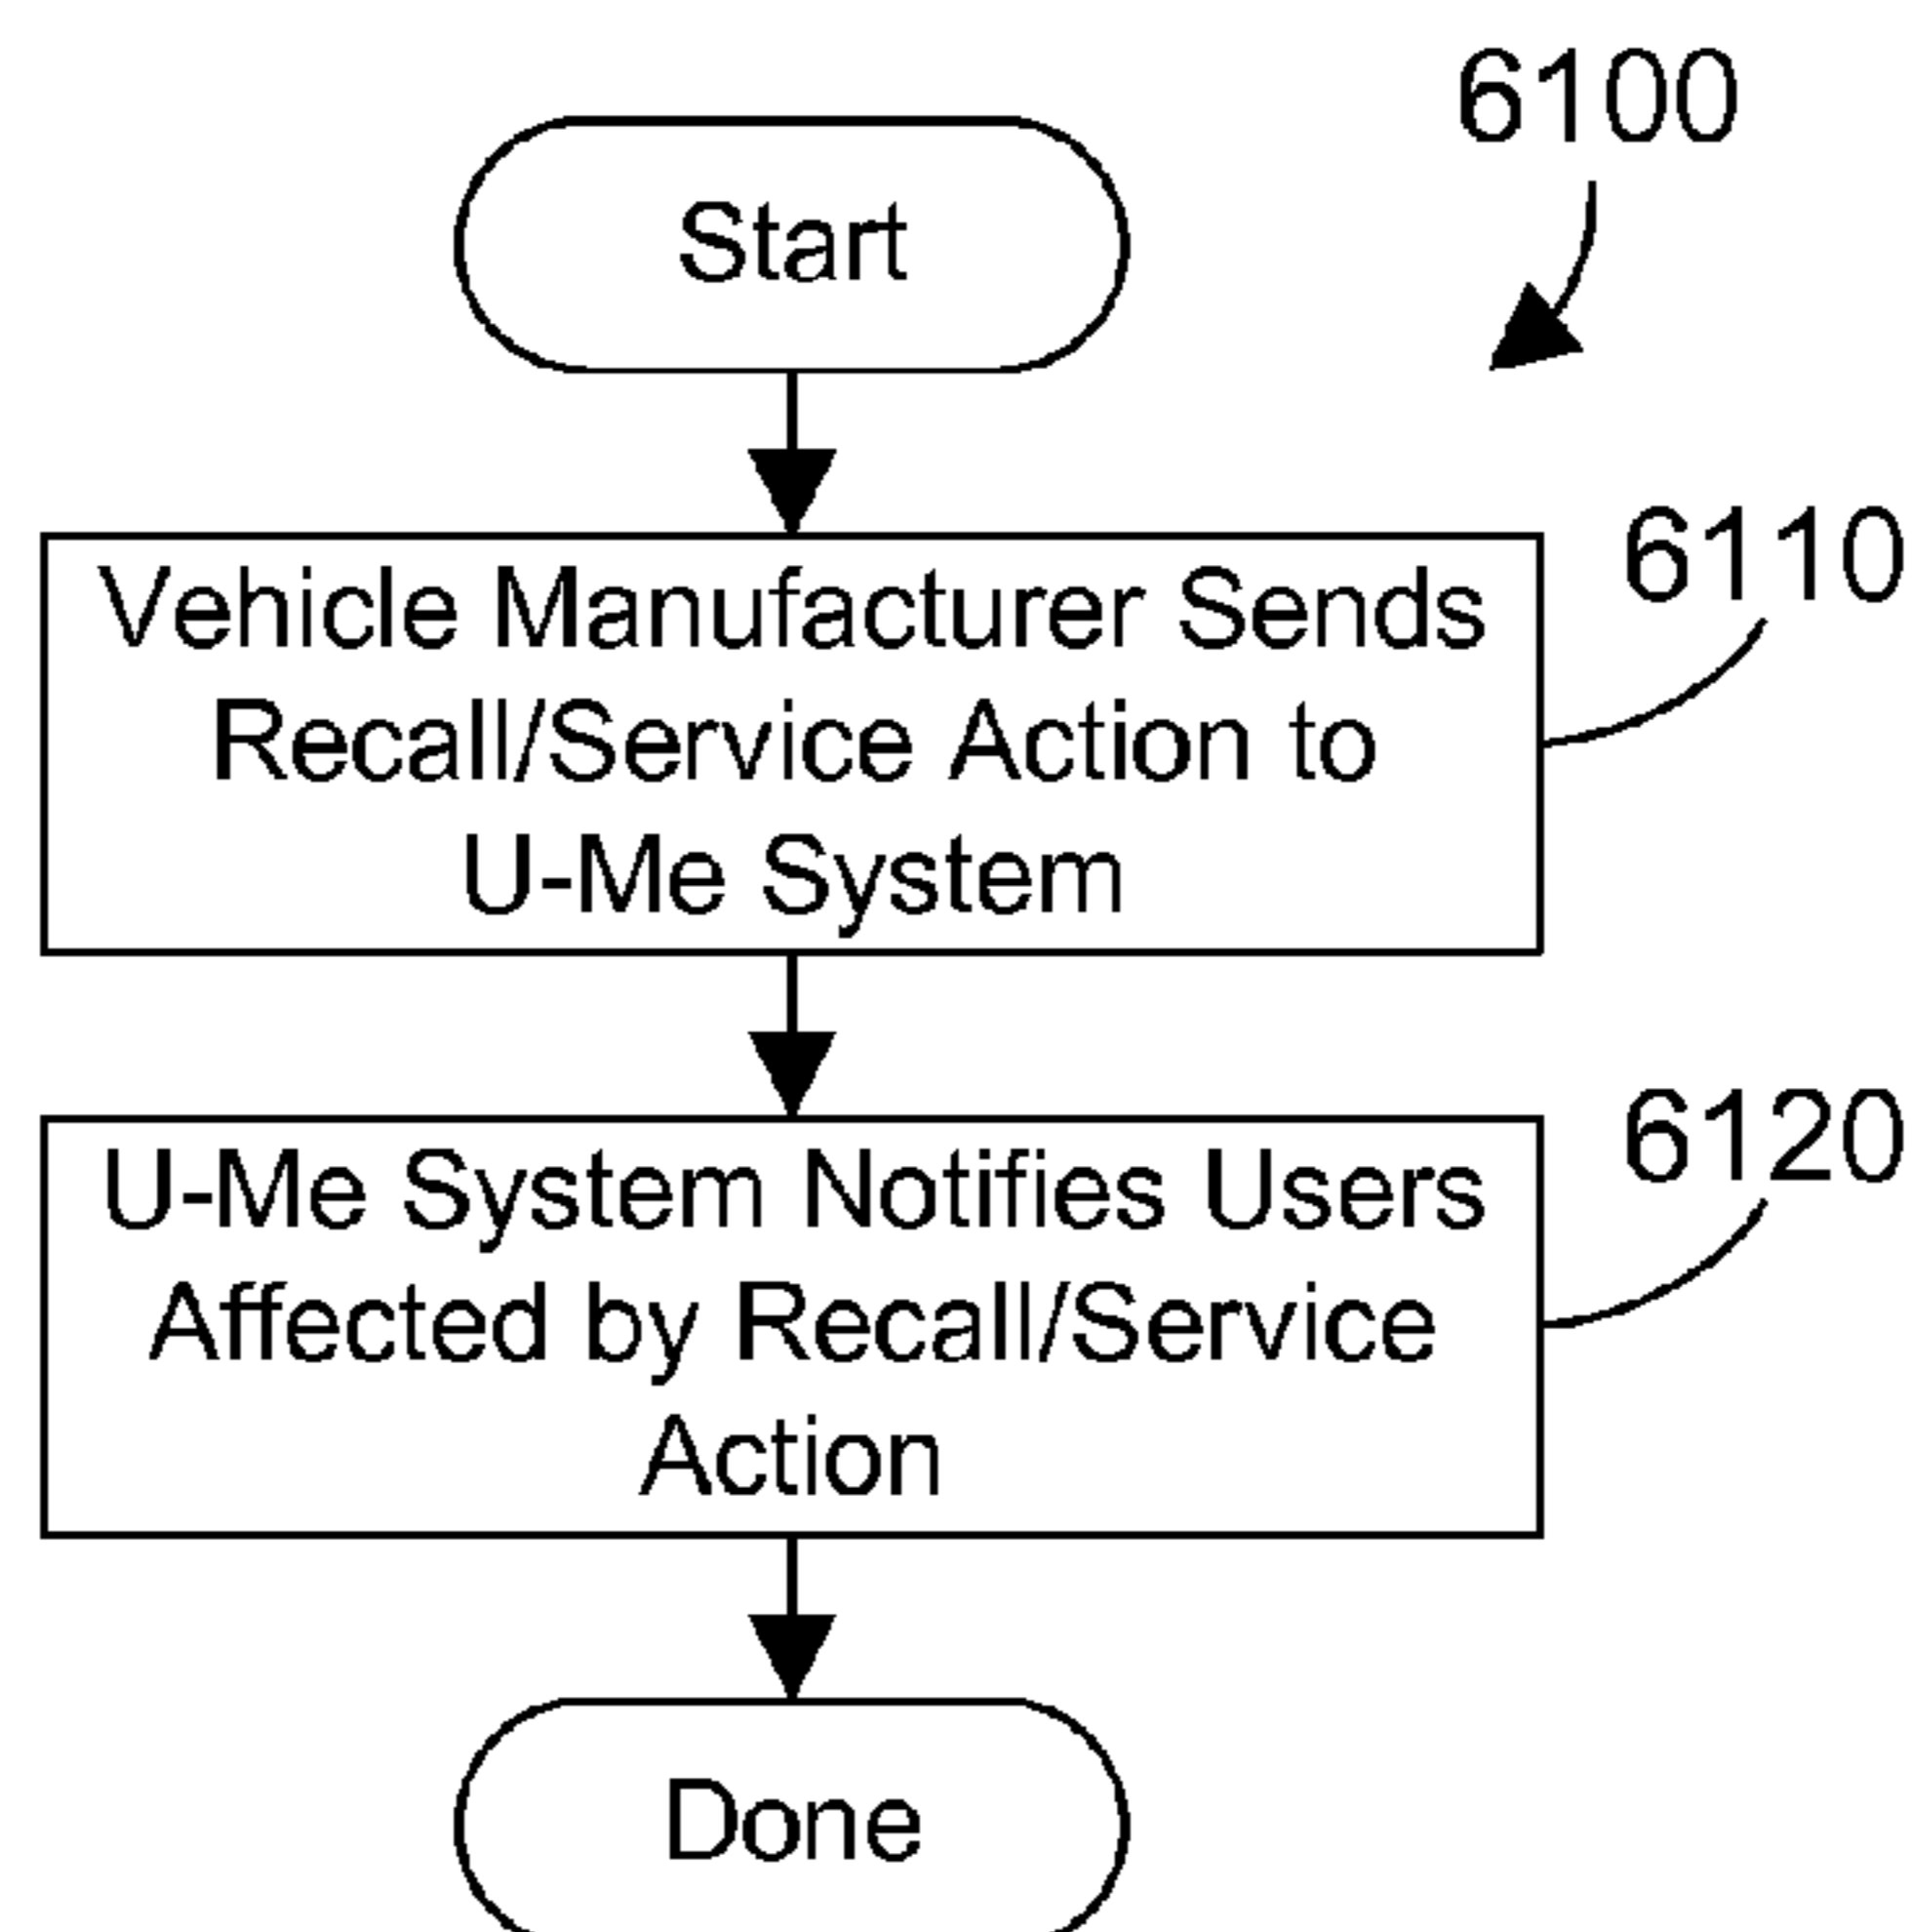 6100
Start
Vehicle Manufacturer Sends
Recall/Service Action to
U-Me System
6110
U-Me System Notifies Users
Affected by Recall/Service
Action
6120
Done